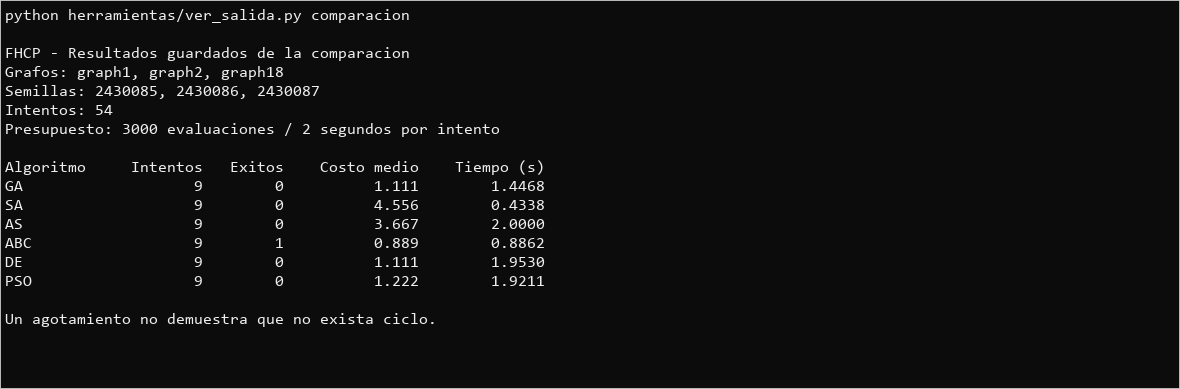 python herramientas/ver_salida.py comparacion
FHCP - Resultados guardados de la comparacion
Grafos: graph1, graph2, graph18
Semillas: 2430085, 2430086, 2430087
Intentos: 54
Presupuesto: 3000 evaluaciones / 2 segundos por intento
Algoritmo Intentos Exitos Costo medio Tiempo (s)
GA 9 0 1.111 1.4468
SA 9 0 4.556 0.4338
AS 9 0 3.667 2.0000
ABC 9 1 0.889 0.8862
DE 9 0 1.111 1.9530
PSO 9 0 1.222 1.9211
Un agotamiento no demuestra que no exista ciclo.